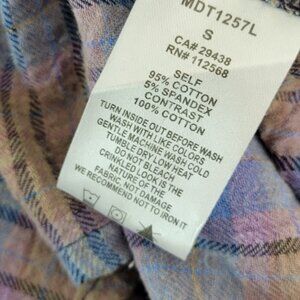 MDT1257L
S
CA# 29438
RN# 112568
SELF
95% COTTON
5% SPANDEX
CONTRAST
100% COTTON
TURN INSIDE OUT BEFORE WASH
WASH WITH LIKE COLORS
GENTLE MACHINE WASH COLD
TUMBLE DRY LOW HEAT
DO NOT BLEACH
CRINKLED LOOK IS THE
NATURE OF THE
FABRIC, NOT DAMAGE
WE RECOMMEND NOT TO IRON IT